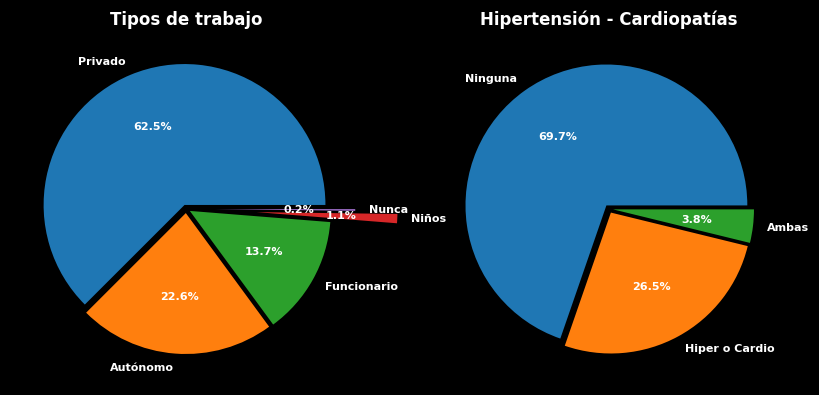 Tipos de trabajo
Privado
62.5%
0.2%
Nunca
1.1%
Niños
13.7%
Funcionario
22.6%
Autónomo
Hipertensión - Cardiopatías
Ninguna
69.7%
3.8%
Ambas
26.5%
Hiper o Cardio